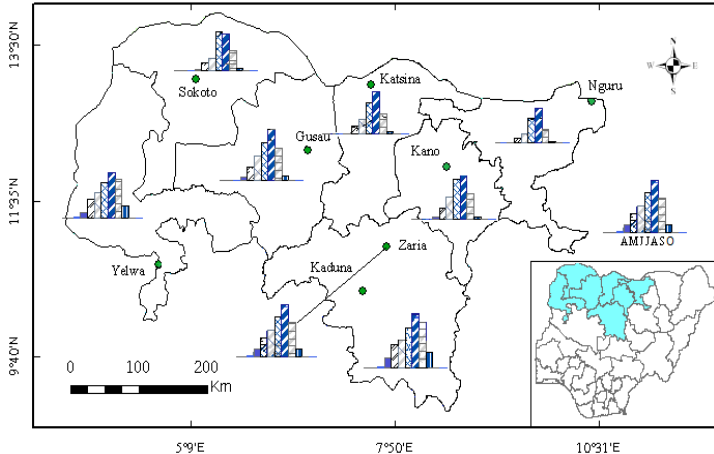 13°30'N
11°35'N
9°40'N
N
W E
S
Sokoto
Katsina
Nguru
Gusau
Kano
Yelwa
Zaria
Kaduna
AMJJASO
0 100 200
Km
5°9'E
7°50'E
10°31'E